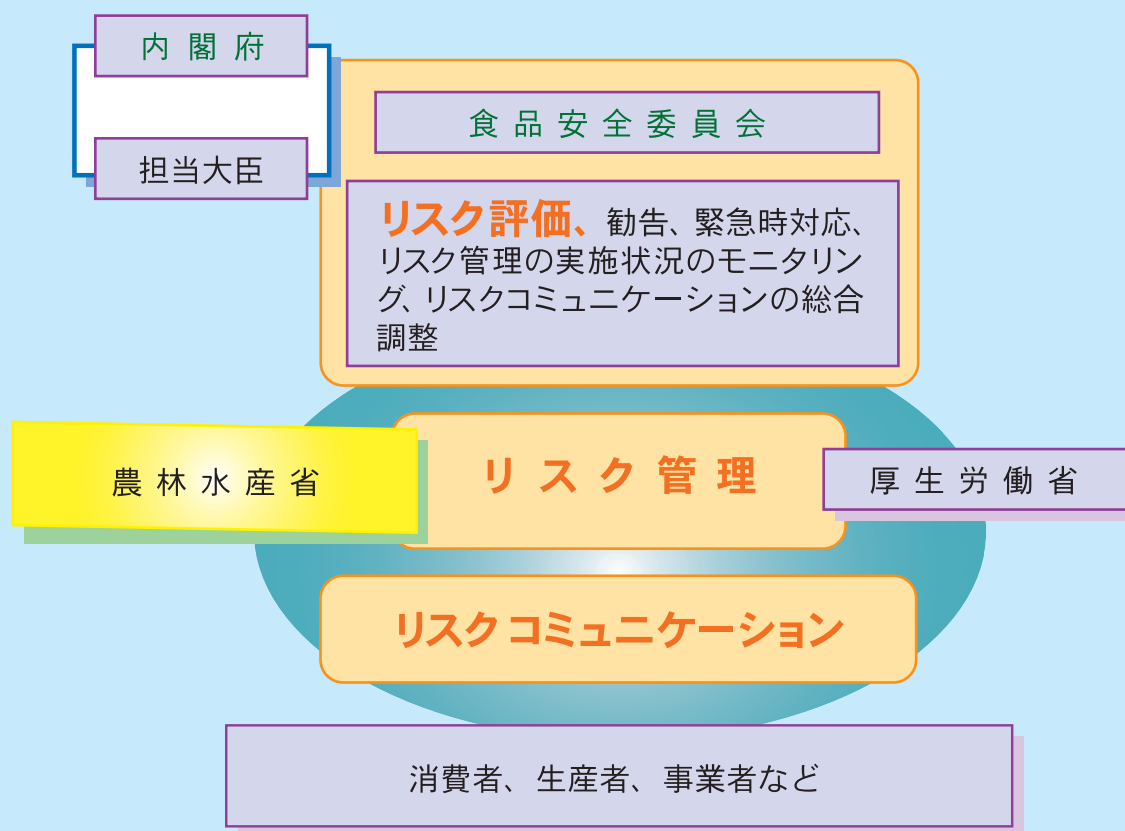 内閣府
担当大臣
食品安全委員会
リスク評価、勧告、緊急時対応、
リスク管理の実施状況のモニタリン
グ、リスクコミュニケーションの総合
調整
農林水産省
リスク管理
厚生労働省
リスクコミュニケーション
消費者、生産者、事業者など